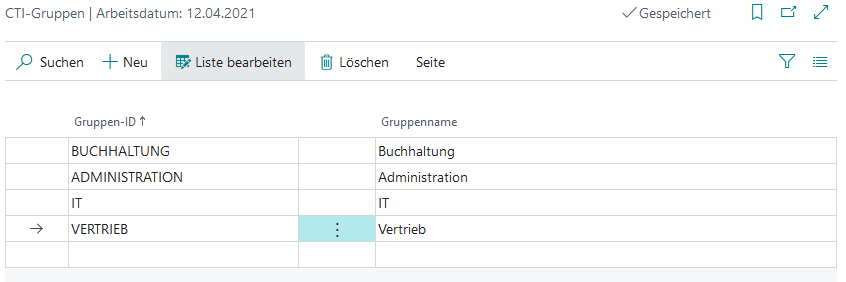 CTI-Gruppen | Arbeitsdatum: 12.04.2021 Gespeichert
Suchen Neu Liste bearbeiten Löschen Seite
Gruppen-ID ↑ Gruppenname
BUCHHALTUNG Buchhaltung
ADMINISTRATION Administration
IT IT
VERTRIEB Vertrieb